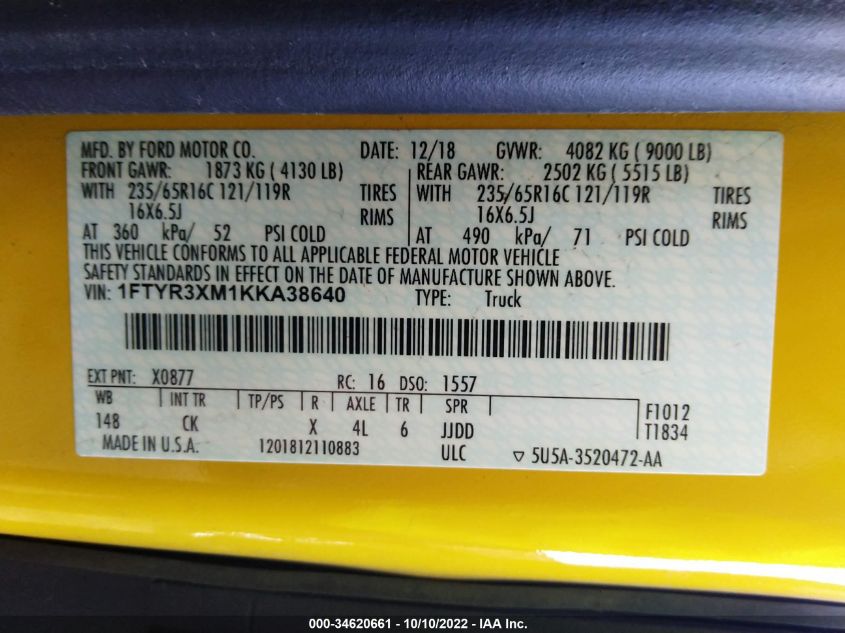 MFD. BY FORD MOTOR CO. DATE: 12/18 GVWR: 4082 KG ( 9000 LB)
FRONT GAWR: 1873 KG ( 4130 LB) REAR GAWR: 2502 KG ( 5515 LB)
WITH 235/65R16C 121/119R TIRES WITH 235/65R16C 121/119R TIRES
16X6.5J RIMS 16X6.5J RIMS
AT 360 kPa/ 52 PSI COLD AT 490 kPa/ 71 PSI COLD
THIS VEHICLE CONFORMS TO ALL APPLICABLE FEDERAL MOTOR VEHICLE
SAFETY STANDARDS IN EFFECT ON THE DATE OF MANUFACTURE SHOWN ABOVE.
VIN: 1FTYR3XM1KKA38640 TYPE: Truck
EXT PNT: X0877 RC: 16 DSO: 1557
WB INT TR TP/PS R AXLE TR SPR F1012
148 CK X 4L 6 JJDD T1834
MADE IN U.S.A. 1201812110883 ULC ▽ 5U5A-3520472-AA
000-34620661 - 10/10/2022 - IAA Inc.